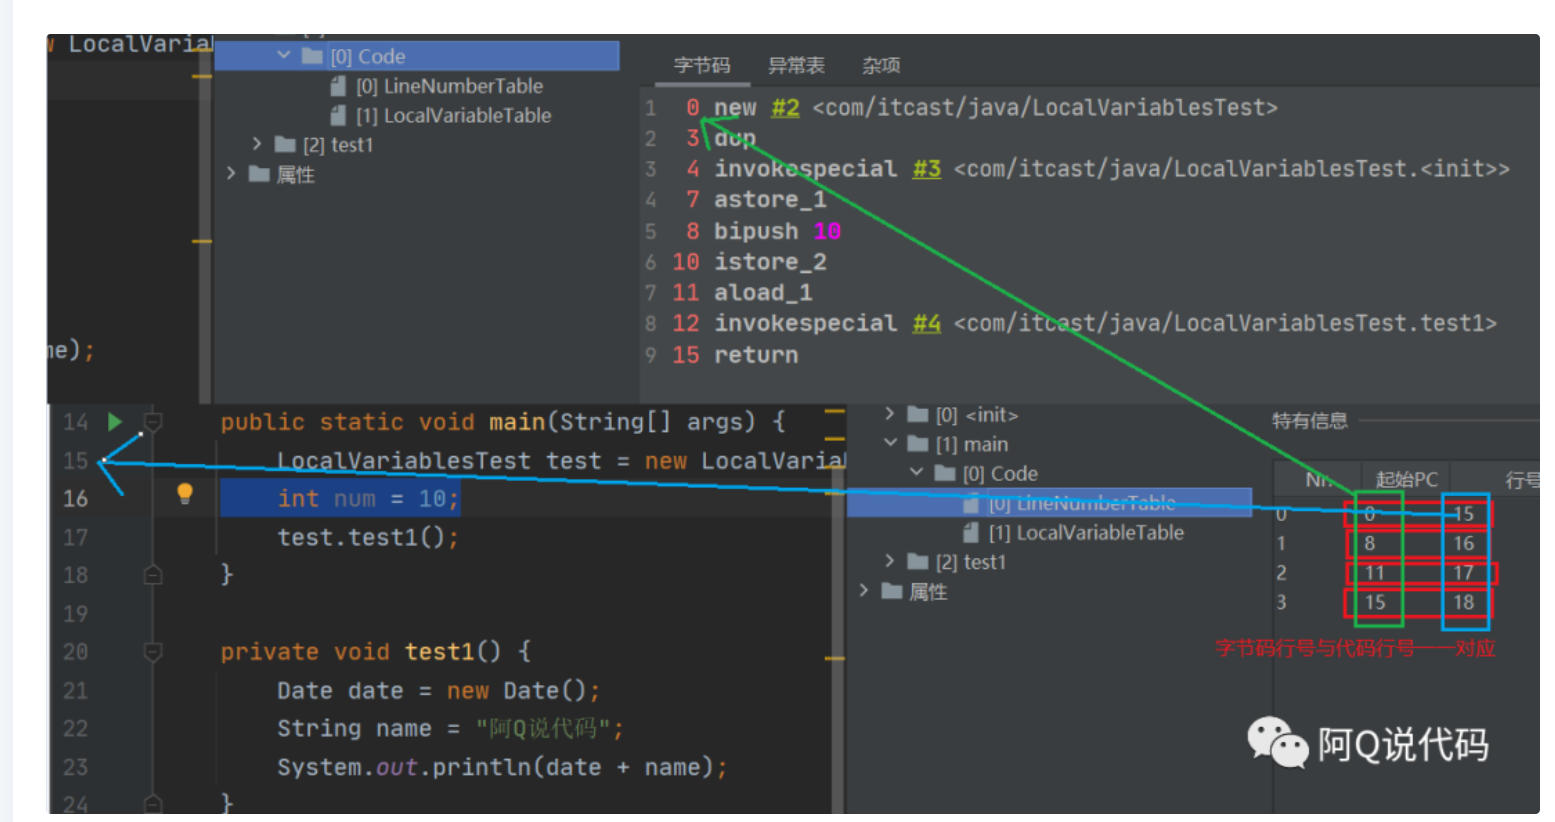 LocalVaria
[0] Code
[0] LineNumberTable
[1] LocalVariableTable
[2] test1
属性
字节码 异常表 杂项
1 0 new #2 <com/itcast/java/LocalVariablesTest>
2 3 dup
3 4 invokespecial #3 <com/itcast/java/LocalVariablesTest.<init>>
4 7 astore_1
5 8 bipush 10
6 10 istore_2
7 11 aload_1
8 12 invokespecial #4 <com/itcast/java/LocalVariablesTest.test1>
9 15 return
me);
14 public static void main(String[] args) {
15 LocalVariablesTest test = new LocalVaria
16 int num = 10;
17 test.test1();
18 }
19
20 private void test1() {
21 Date date = new Date();
22 String name = "阿Q说代码";
23 System.out.println(date + name);
24 }
[0] <init>
[1] main
[0] Code
[0] LineNumberTable
[1] LocalVariableTable
[2] test1
属性
特有信息
起始PC 行号
0 0 15
1 8 16
2 11 17
3 15 18
字节码行号与代码行号一一对应
阿Q说代码